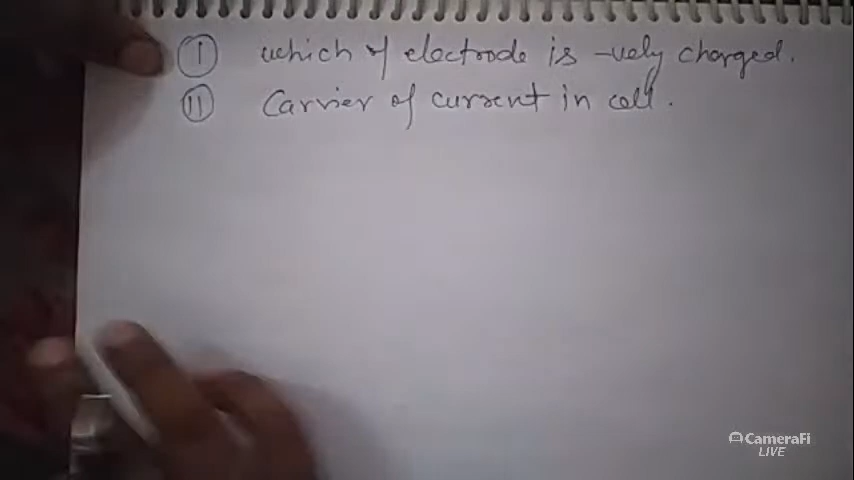 I which of electrode is -vely charged.
II Carrier of current in cell.
CameraFi
LIVE